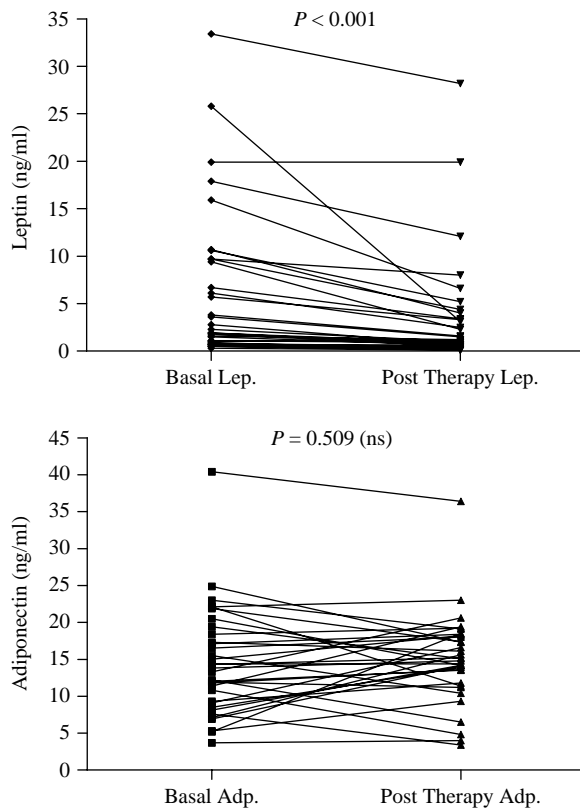 P < 0.001
35
30
25
20
15
10
5
0
Leptin (ng/ml)
Basal Lep.
Post Therapy Lep.
P = 0.509 (ns)
45
40
35
30
25
20
15
10
5
0
Adiponectin (ng/ml)
Basal Adp.
Post Therapy Adp.